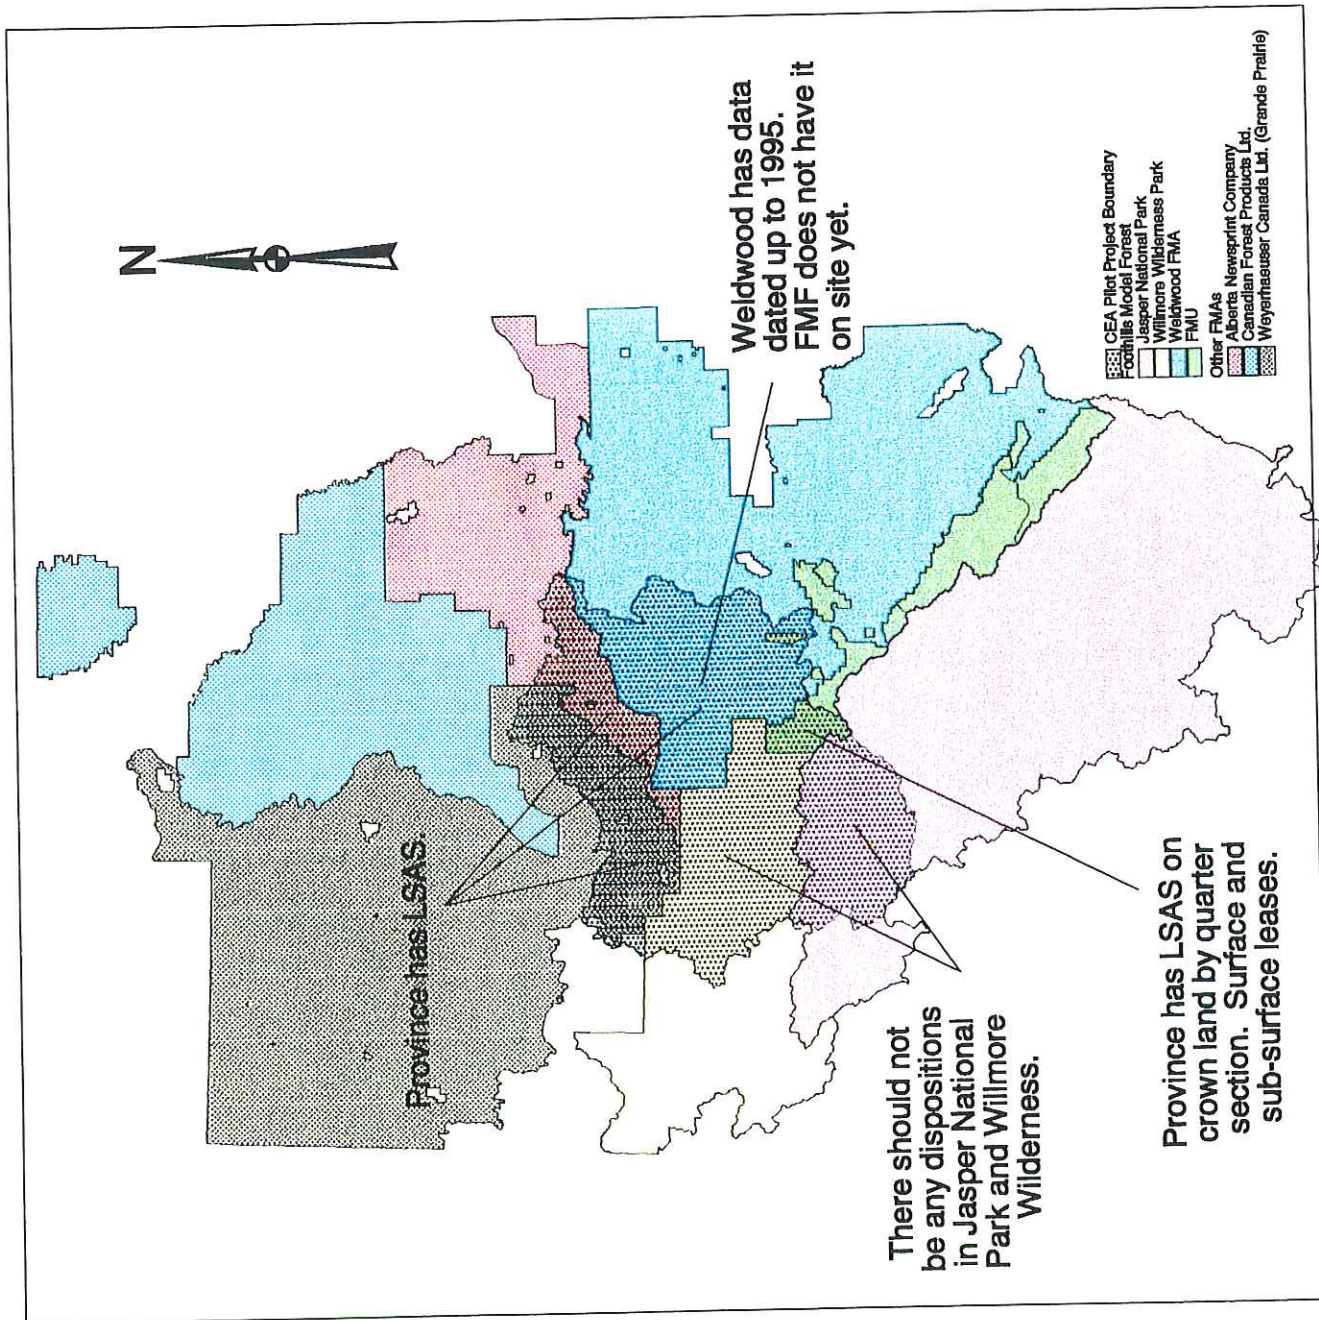 N
Province has LSAS.
Weldwood has data
dated up to 1995.
FMF does not have it
on site yet.
There should not
be any dispositions
in Jasper National
Park and Willmore
Wilderness.
Province has LSAS on
crown land by quarter
section. Surface and
sub-surface leases.
CEA Pilot Project Boundary
Foothills Model Forest
Jasper National Park
Willmore Wilderness Park
Weldwood FMA
FMU
Other FMAs
Alberta Newsprint Company
Canadian Forest Products Ltd.
Weyerhaeuser Canada Ltd. (Grande Prairie)